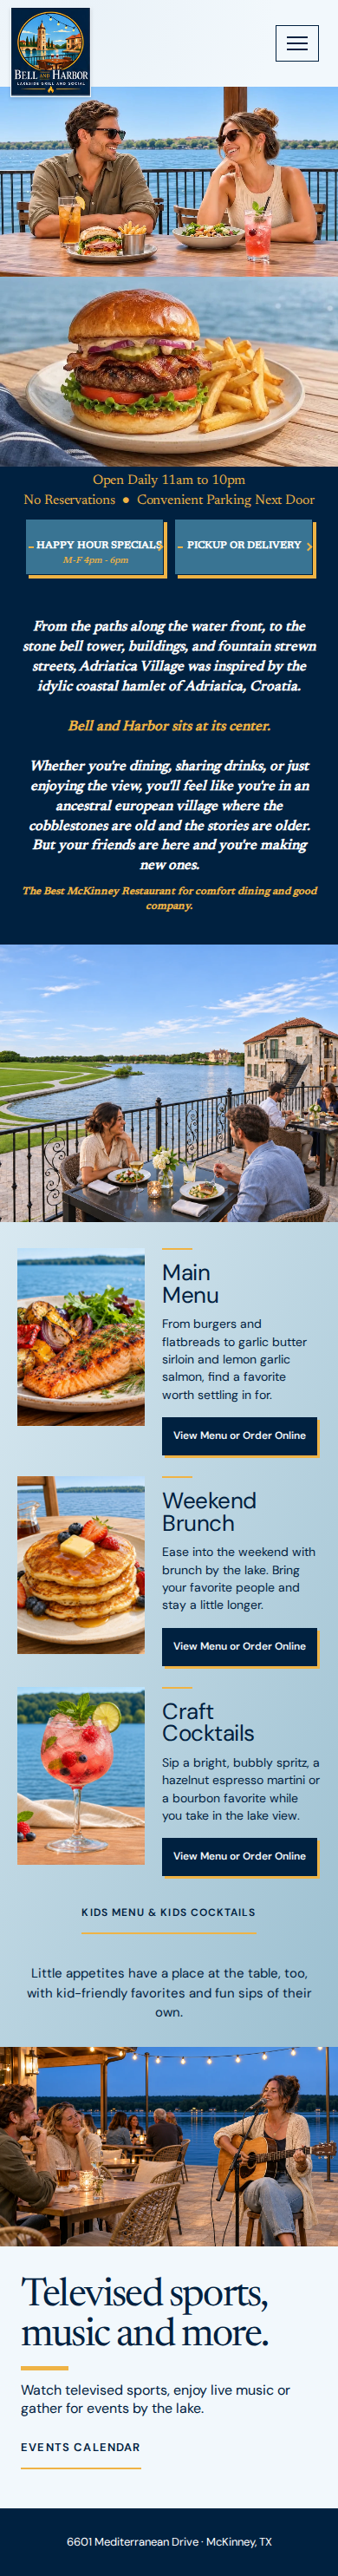 BELL AND HARBOR
LAKESIDE GRILL AND SOCIAL
Open Daily 11am to 10pm
No Reservations ● Convenient Parking Next Door
HAPPY HOUR SPECIALS
M-F 4pm - 6pm
PICKUP OR DELIVERY
From the paths along the water front, to the
stone bell tower, buildings, and fountain strewn
streets, Adriatica Village was inspired by the
idylic coastal hamlet of Adriatica, Croatia.
Bell and Harbor sits at its center.
Whether you're dining, sharing drinks, or just
enjoying the view, you'll feel like you're in an
ancestral european village where the
cobblestones are old and the stories are older.
But your friends are here and you're making
new ones.
The Best McKinney Restaurant for comfort dining and good
company.
Main
Menu
From burgers and
flatbreads to garlic butter
sirloin and lemon garlic
salmon, find a favorite
worth settling in for.
View Menu or Order Online
Weekend
Brunch
Ease into the weekend with
brunch by the lake. Bring
your favorite people and
stay a little longer.
View Menu or Order Online
Craft
Cocktails
Sip a bright, bubbly spritz, a
hazelnut espresso martini or
a bourbon favorite while
you take in the lake view.
View Menu or Order Online
KIDS MENU & KIDS COCKTAILS
Little appetites have a place at the table, too,
with kid-friendly favorites and fun sips of their
own.
Televised sports,
music and more.
Watch televised sports, enjoy live music or
gather for events by the lake.
EVENTS CALENDAR
6601 Mediterranean Drive · McKinney, TX